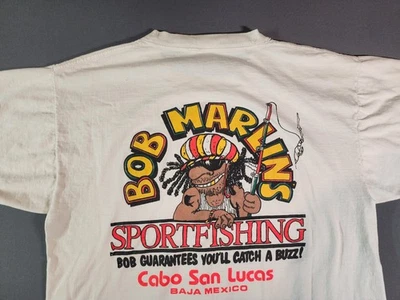 BOB MARLIN'S
SPORTFISHING
BOB GUARANTEES YOU'LL CATCH A BUZZ!
Cabo San Lucas
BAJA MEXICO